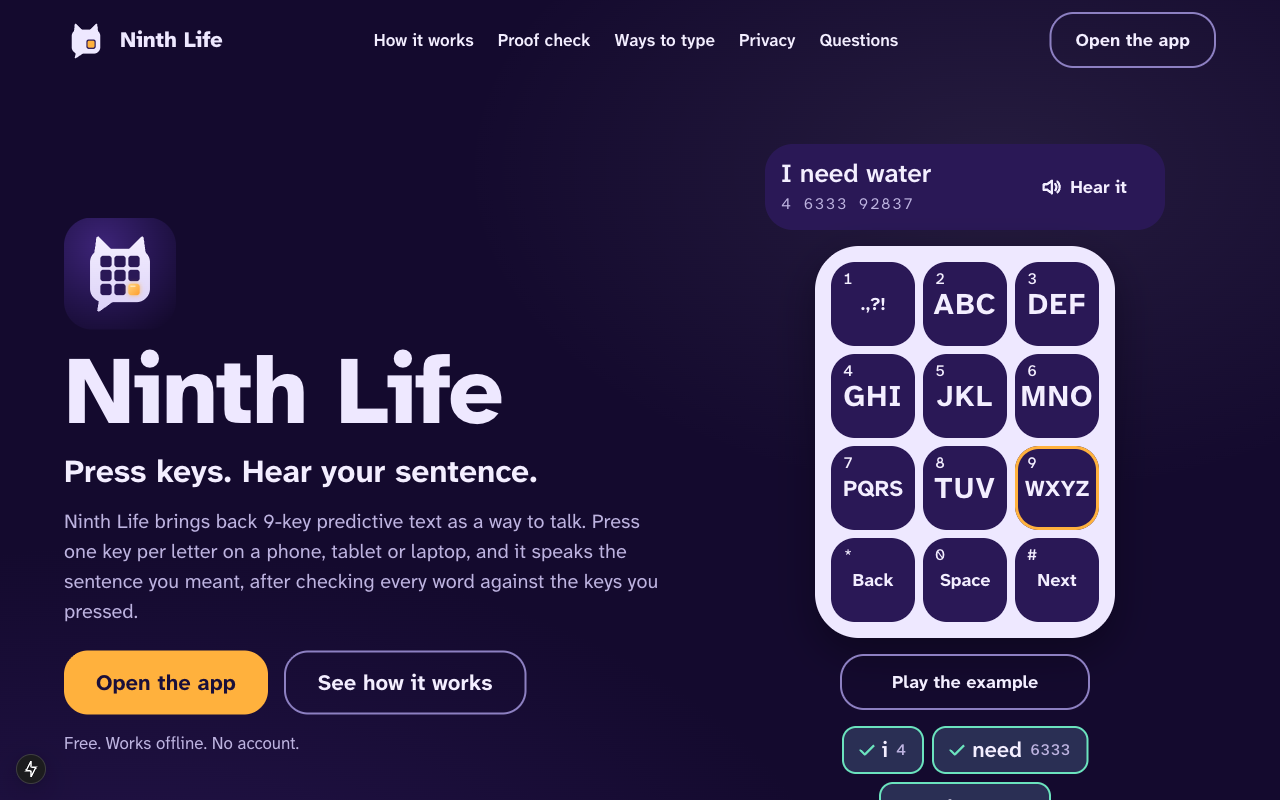 Ninth Life
How it works
Proof check
Ways to type
Privacy
Questions
Open the app
I need water
4 6333 92837
Hear it
Ninth Life
Press keys. Hear your sentence.
Ninth Life brings back 9-key predictive text as a way to talk. Press
one key per letter on a phone, tablet or laptop, and it speaks the
sentence you meant, after checking every word against the keys you
pressed.
Open the app
See how it works
Free. Works offline. No account.
1
.,?!
2
ABC
3
DEF
4
GHI
5
JKL
6
MNO
7
PQRS
8
TUV
9
WXYZ
*
Back
0
Space
#
Next
Play the example
i 4
need 6333